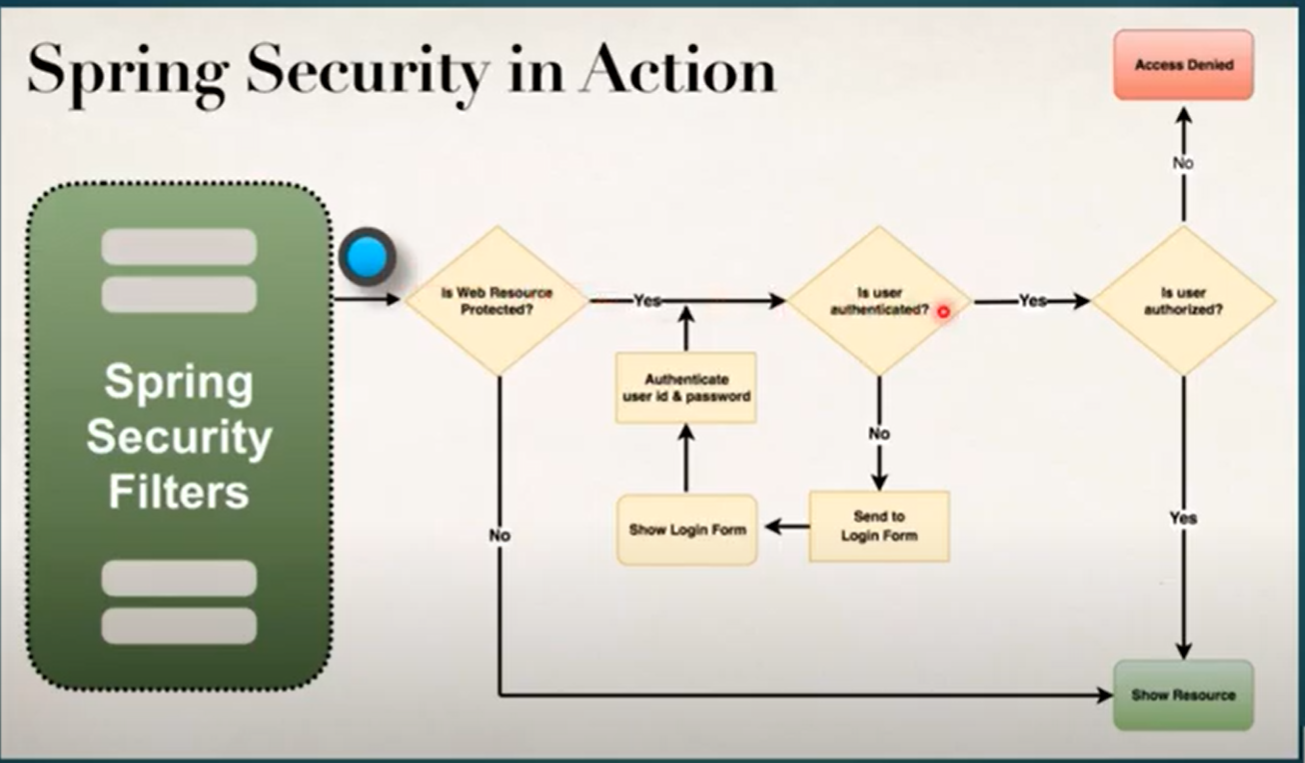 Spring Security in Action
Access Denied
No
Spring
Security
Filters
Is Web Resource
Protected?
Yes
Is user
authenticated?
Yes
Is user
authorized?
Authenticate
user id & password
No
Show Login Form
Send to
Login Form
No
Yes
Show Resource